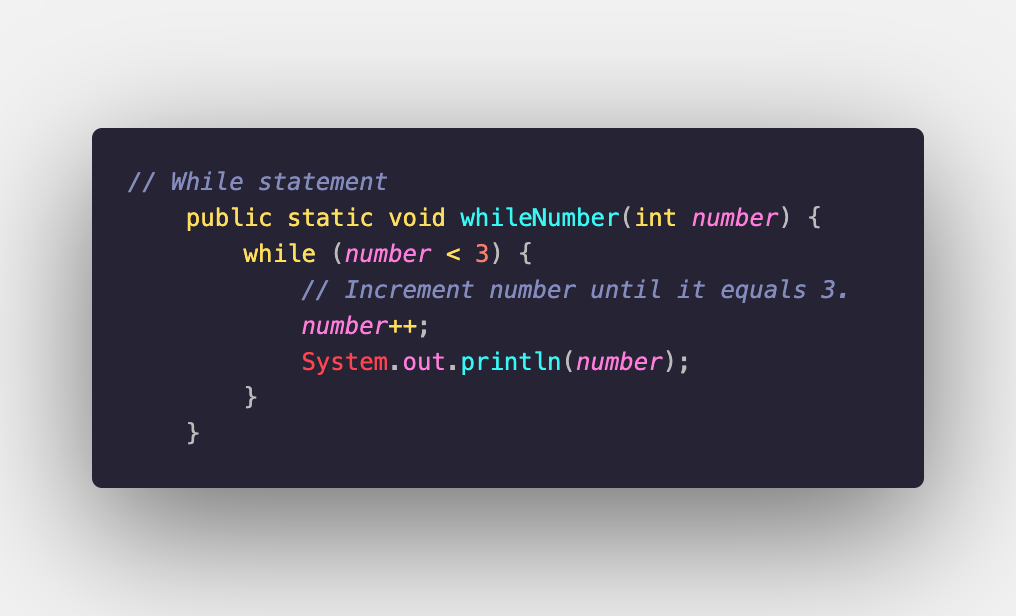 // While statement
    public static void whileNumber(int number) {
        while (number < 3) {
            // Increment number until it equals 3.
            number++;
            System.out.println(number);
        }
    }